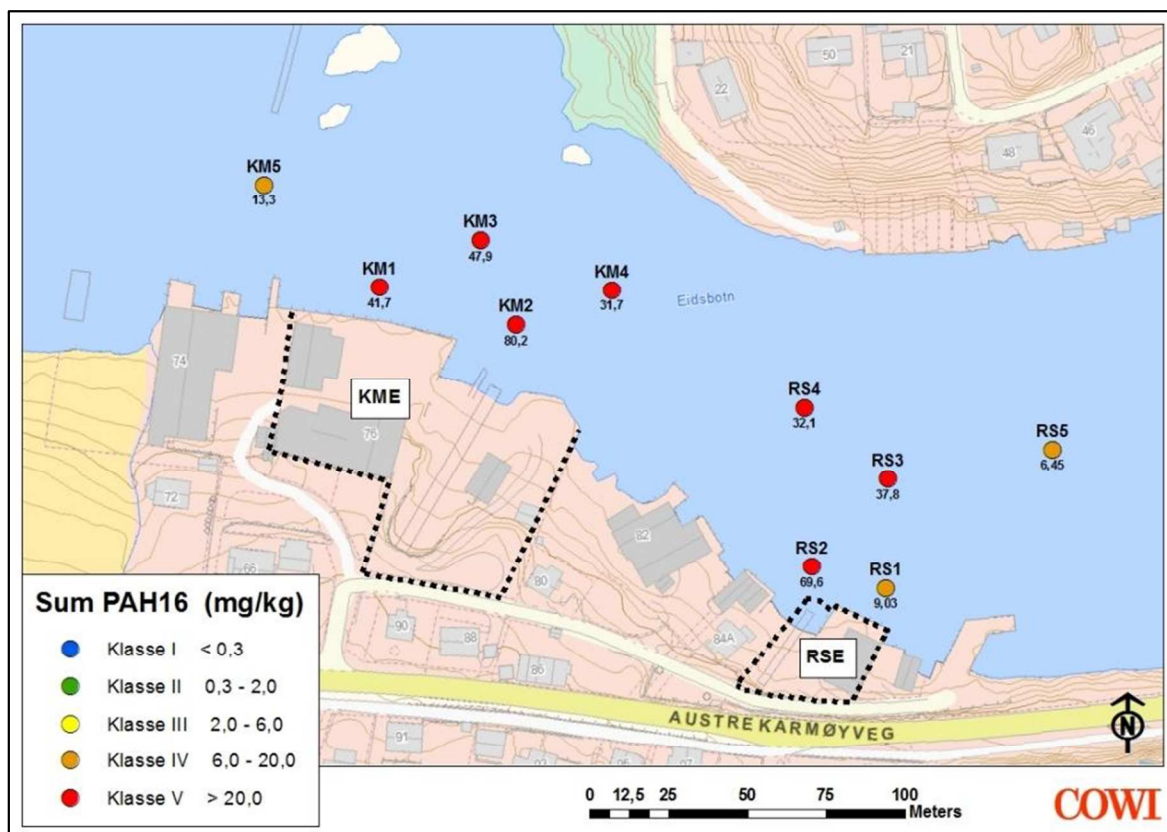 50
21
22
46
48
KM5
13,3
KM3
47,9
KM1
41,7
KM4
31,7
KM2
80,2
Eidsbotn
74
KME
76
RS4
32,1
RS5
6,45
RS3
37,8
72
82
RS2
69,6
RS1
9,03
66
80
90
88
86
84A
RSE
AUSTRE KARMØYVEG
91
Sum PAH16 (mg/kg)
Klasse I < 0,3
Klasse II 0,3 - 2,0
Klasse III 2,0 - 6,0
Klasse IV 6,0 - 20,0
Klasse V > 20,0
0 12,5 25 50 75 100
Meters
N
COWI